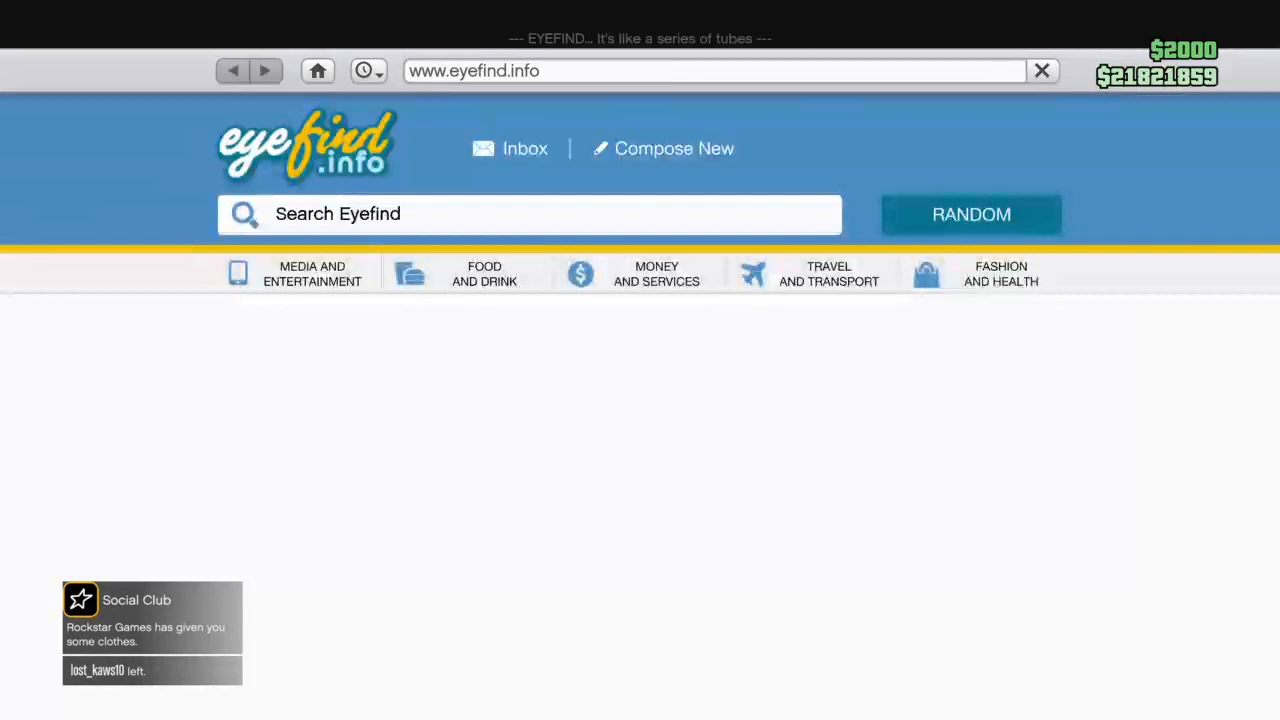 --- EYEFIND... It's like a series of tubes ---
$2000
www.eyefind.info
$21821859
eyefind
.info
Inbox
Compose New
Search Eyefind
RANDOM
MEDIA AND
ENTERTAINMENT
FOOD
AND DRINK
MONEY
AND SERVICES
TRAVEL
AND TRANSPORT
FASHION
AND HEALTH
Social Club
Rockstar Games has given you
some clothes.
lost_kaws10 left.